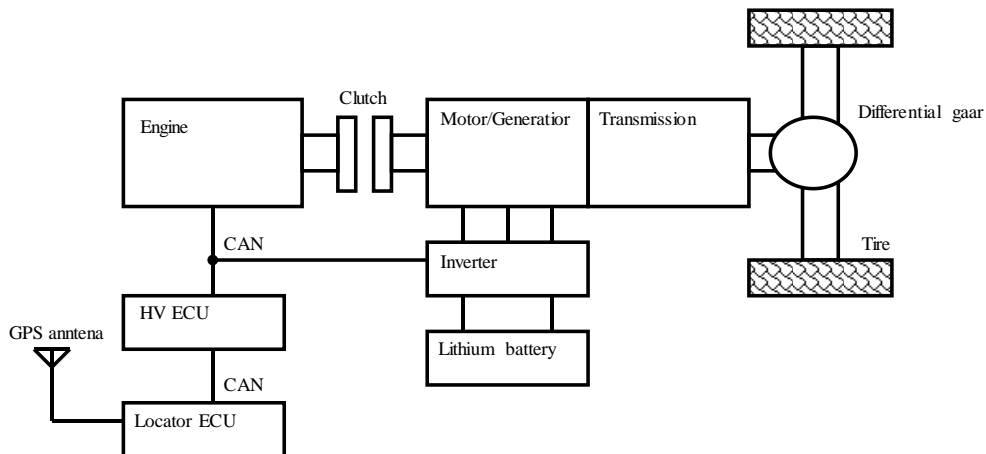 Clutch
Engine
Motor/Generatior
Transmission
Differential gaar
CAN
Inverter
Tire
HV ECU
GPS anntena
Lithium battery
CAN
Locator ECU